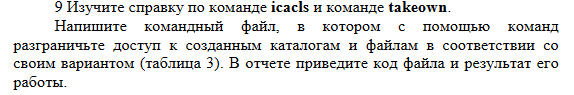 9 Изучите справку по команде icacls и команде takeown.
Напишите командный файл, в котором с помощью команд
разграничьте доступ к созданным каталогам и файлам в соответствии со
своим вариантом (таблица 3). В отчете приведите код файла и результат его
работы.